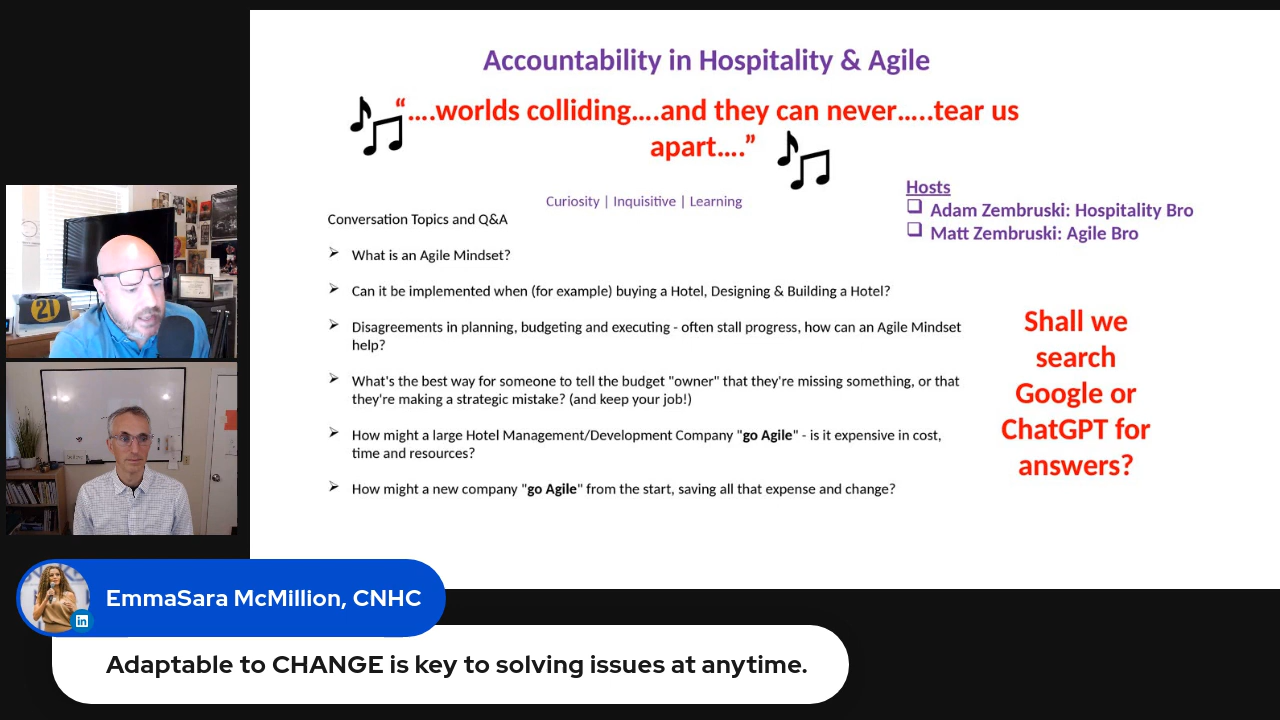 Accountability in Hospitality & Agile
“….worlds colliding….and they can never…..tear us
apart….”
Curiosity | Inquisitive | Learning
Hosts
Adam Zembruski: Hospitality Bro
Matt Zembruski: Agile Bro
Conversation Topics and Q&A
What is an Agile Mindset?
Can it be implemented when (for example) buying a Hotel, Designing & Building a Hotel?
Disagreements in planning, budgeting and executing - often stall progress, how can an Agile Mindset
help?
What's the best way for someone to tell the budget "owner" that they're missing something, or that
they're making a strategic mistake? (and keep your job!)
How might a large Hotel Management/Development Company "go Agile" - is it expensive in cost,
time and resources?
How might a new company "go Agile" from the start, saving all that expense and change?
Shall we
search
Google or
ChatGPT for
answers?
21
EmmaSara McMillion, CNHC
in
Adaptable to CHANGE is key to solving issues at anytime.